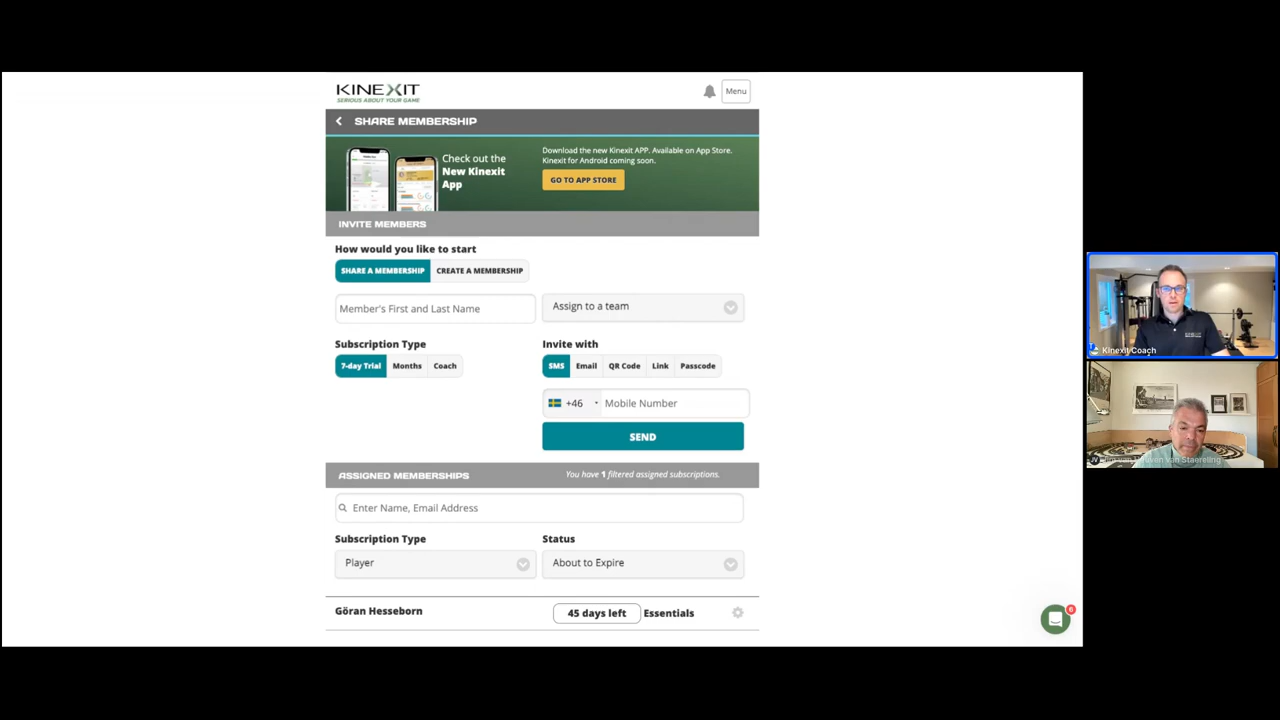 KINEXIT
SERIOUS ABOUT YOUR GAME
Menu
SHARE MEMBERSHIP
Check out the
New Kinexit
App
Download the new Kinexit APP. Available on App Store.
Kinexit for Android coming soon.
GO TO APP STORE
INVITE MEMBERS
How would you like to start
SHARE A MEMBERSHIP CREATE A MEMBERSHIP
Member's First and Last Name
Assign to a team
Subscription Type
Invite with
7-day Trial Months Coach
SMS Email QR Code Link Passcode
+46 Mobile Number
SEND
ASSIGNED MEMBERSHIPS
You have 1 filtered assigned subscriptions.
Enter Name, Email Address
Subscription Type
Status
Player
About to Expire
Göran Hesseborn
45 days left Essentials
6
Kinexit Coach